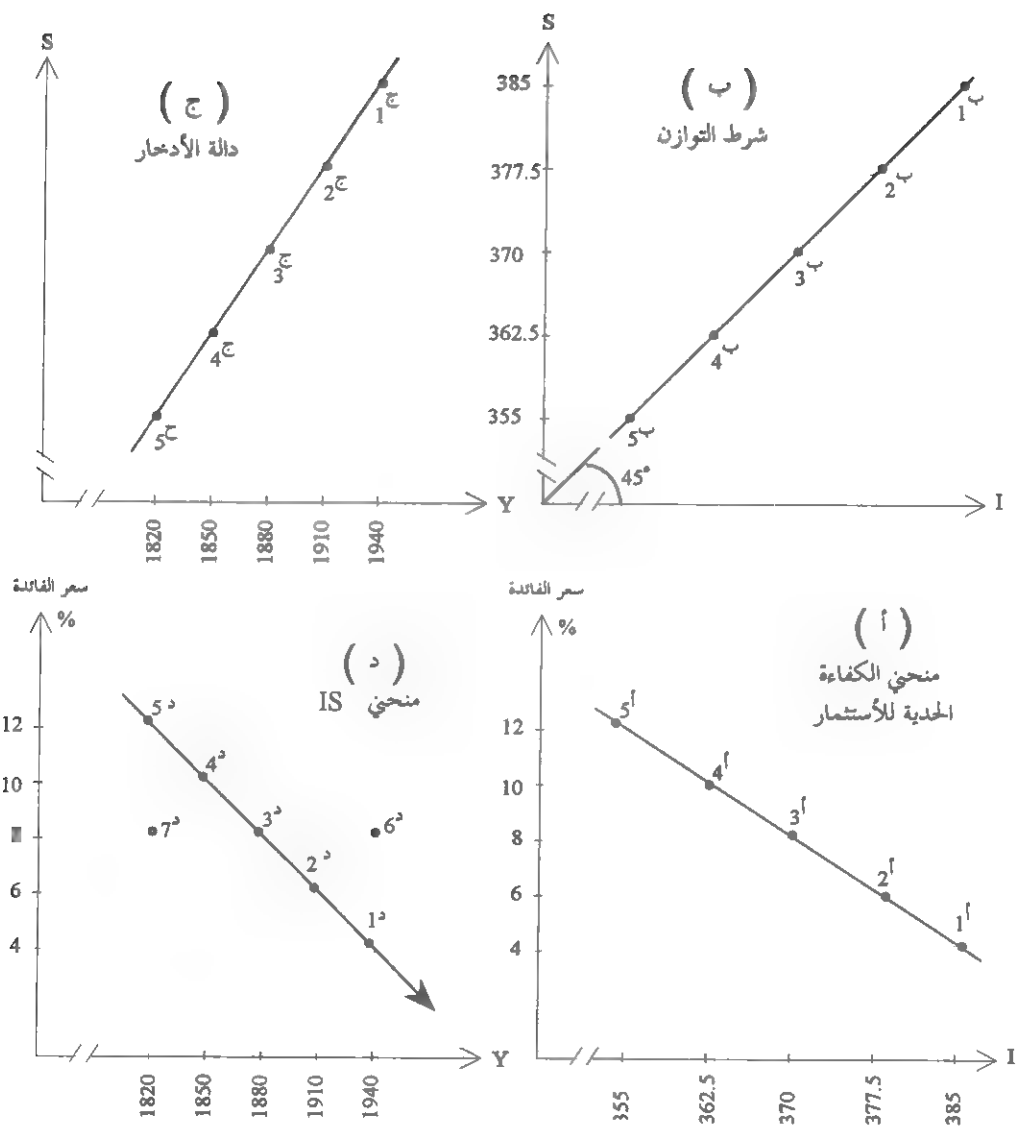 S
( ج )
دالة الأدخار
1ج
2ج
3ج
4ج
5ج
Y
1820
1850
1880
1910
1940
S
( ب )
شرط التوازن
385
377.5
370
362.5
355
1ب
2ب
3ب
4ب
5ب
45°
I
سعر الفائدة
%
( د )
منحني IS
12
10
6
4
5د
4د
3د
2د
1د
7د
6د
Y
1820
1850
1880
1910
1940
سعر الفائدة
%
( أ )
منحني الكفاءة
الحدية للأستثمار
12
10
8
6
4
5أ
4أ
3أ
2أ
1أ
I
355
362.5
370
377.5
385